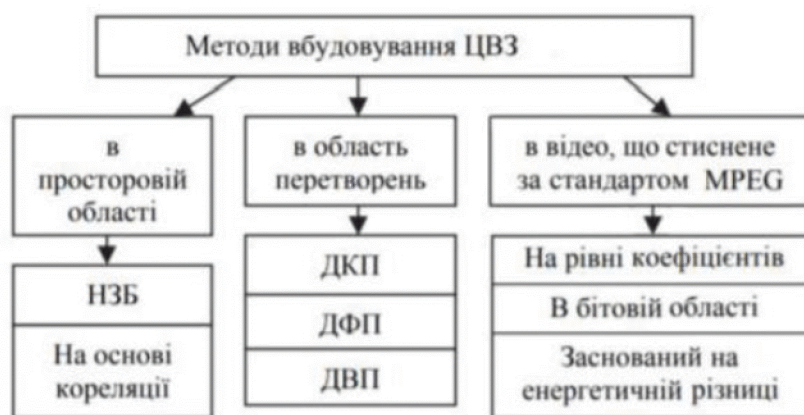 Методи вбудовування ЦВЗ
в
просторовій
області
в область
перетворень
в відео, що стиснене
за стандартом MPEG
НЗБ
На основі
кореляції
ДКП
ДФП
ДВП
На рівні коефіцієнтів
В бітовій області
Заснований на
енергетичній різниці